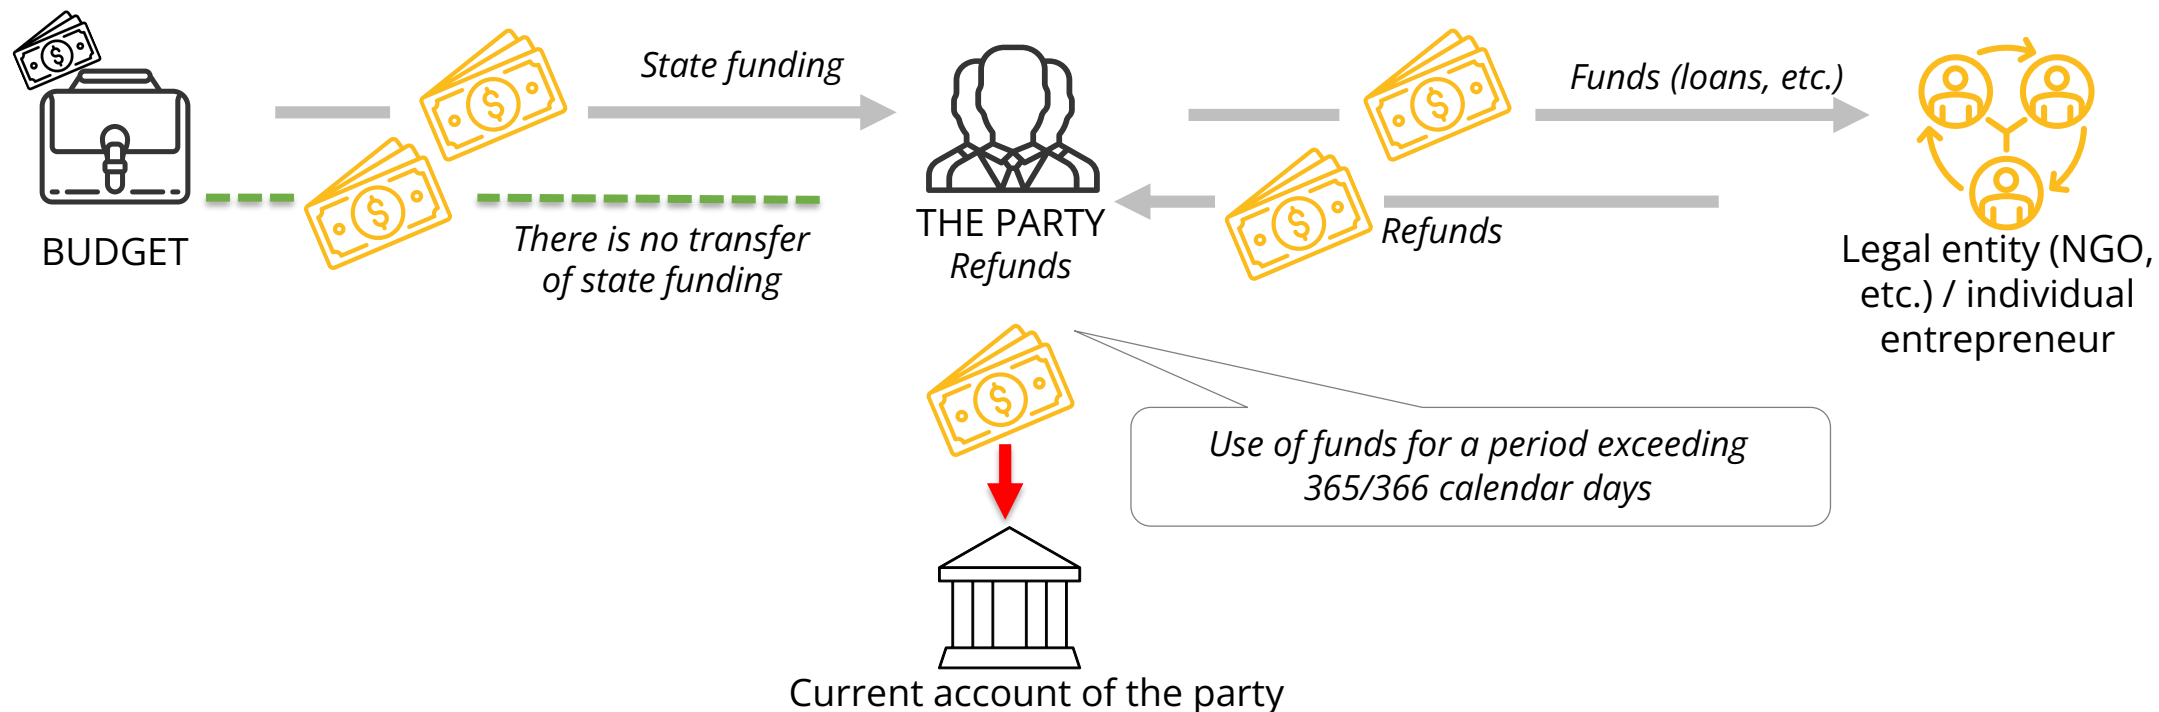 State funding
Funds (loans, etc.)
BUDGET
There is no transfer
of state funding
THE PARTY
Refunds
Refunds
Legal entity (NGO,
etc.) / individual
entrepreneur
Use of funds for a period exceeding
365/366 calendar days
Current account of the party